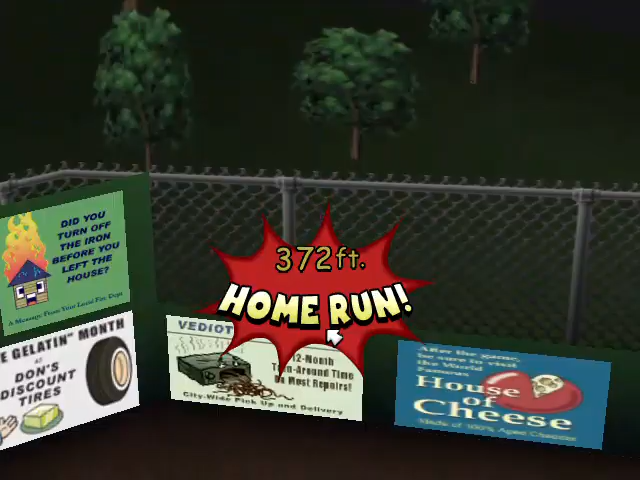 DID YOU
TURN OFF
THE IRON
BEFORE YOU
LEFT THE
HOUSE?
A Message From Your Local Fire Dept
E GELATIN" MONTH
AT
DON'S
DISCOUNT
TIRES
372 ft.
HOME RUN!
VEDIOT
12-Month
Turn-Around Time
On Most Repairs!
City-Wide Pick Up and Delivery
After the game,
be sure to visit
the World
Famous
House
of
Cheese
Made of 100% Aged Cheeses